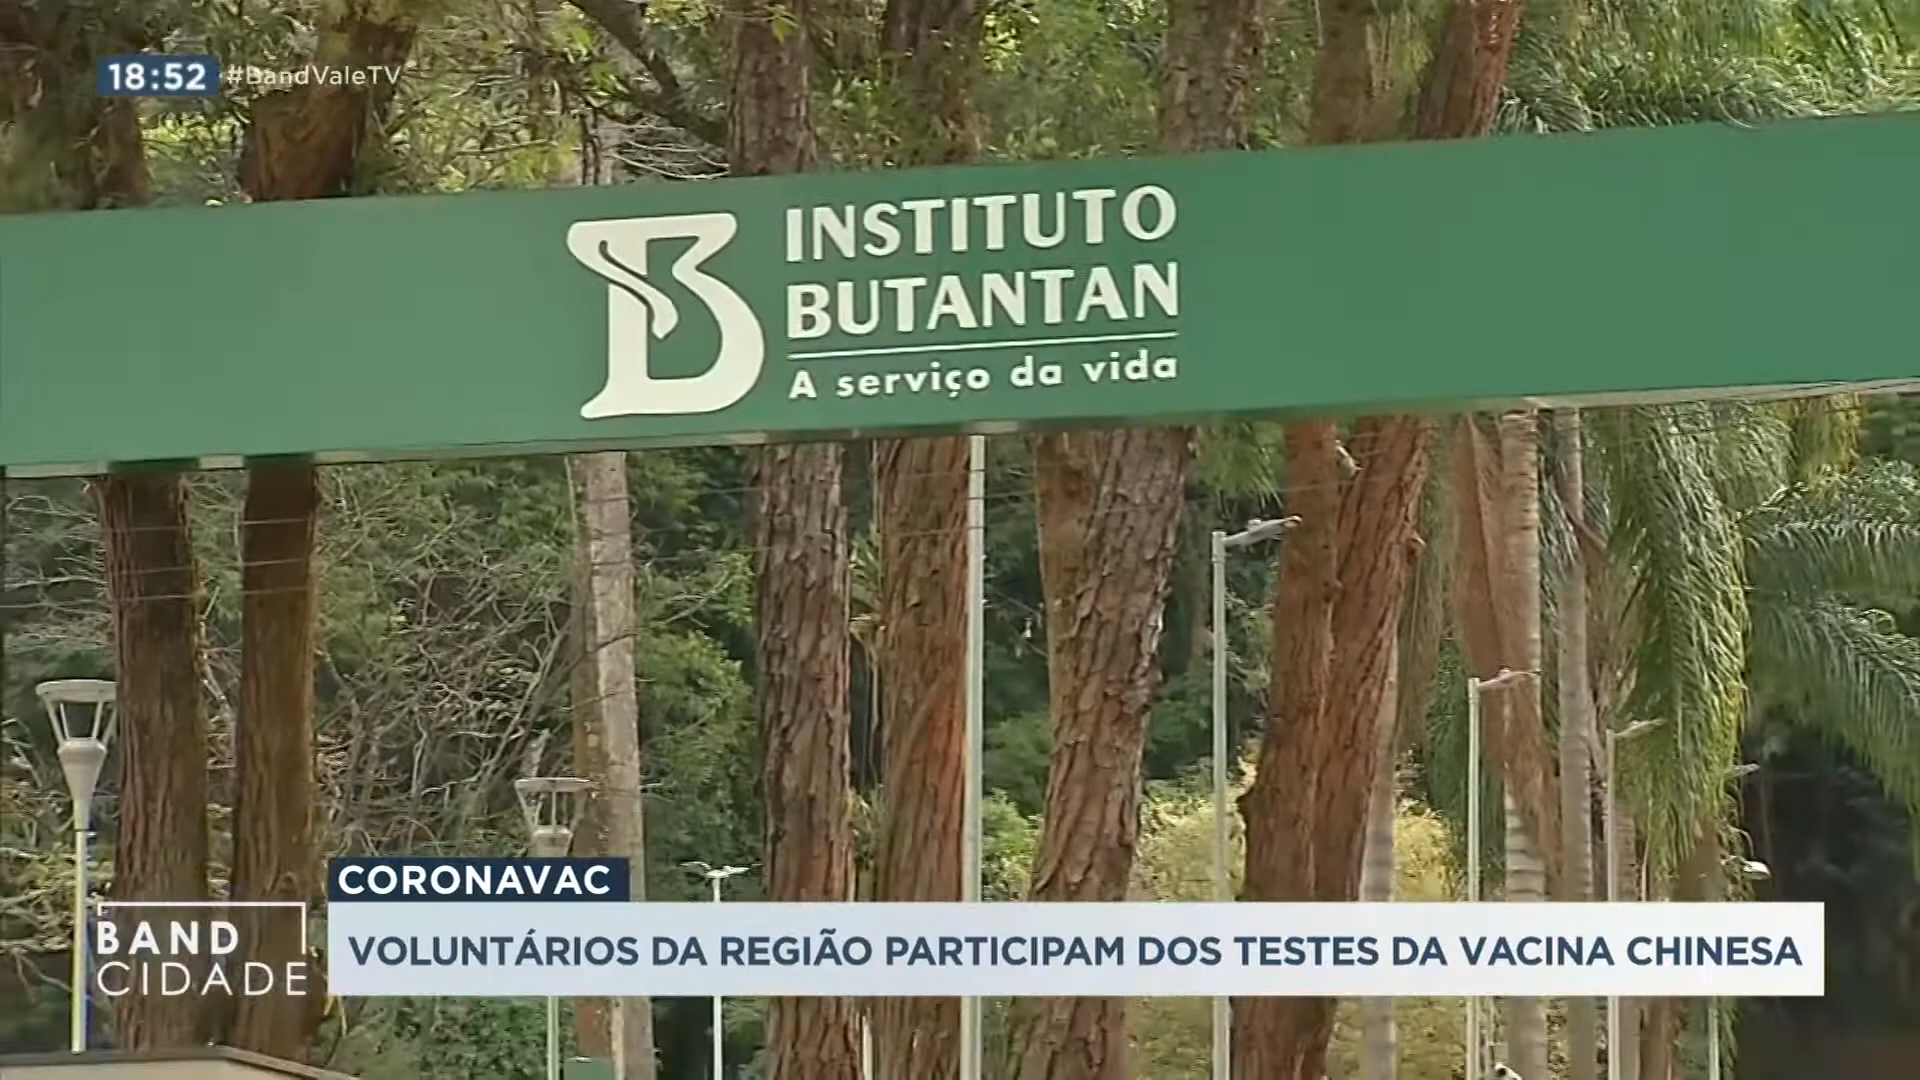 18:52 #BandValeTV
INSTITUTO
BUTANTAN
A serviço da vida
CORONAVAC
BAND
CIDADE
VOLUNTÁRIOS DA REGIÃO PARTICIPAM DOS TESTES DA VACINA CHINESA